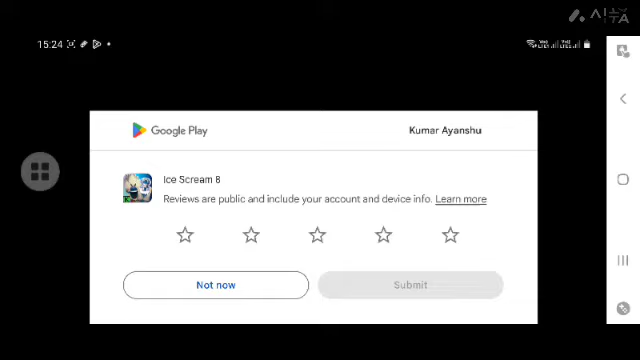 15:24
Google Play
Kumar Ayanshu
Ice Scream 8
Reviews are public and include your account and device info. Learn more
Not now
Submit